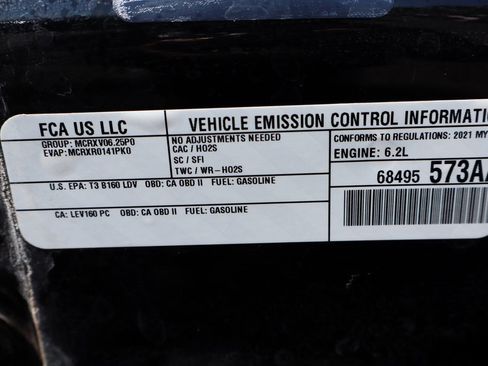 FCA US LLC
GROUP: MCRXV06.25P0
EVAP: MCRXR0141PK0
VEHICLE EMISSION CONTROL INFORMATI
NO ADJUSTMENTS NEEDED
CAC / HO2S
SC / SFI
TWC / WR-HO2S
CONFORMS TO REGULATIONS: 2021 MY
ENGINE: 6.2L
68495 573A
U.S. EPA: T3 B160 LDV OBD: CA OBD II FUEL: GASOLINE
CA: LEV160 PC OBD: CA OBD II FUEL: GASOLINE